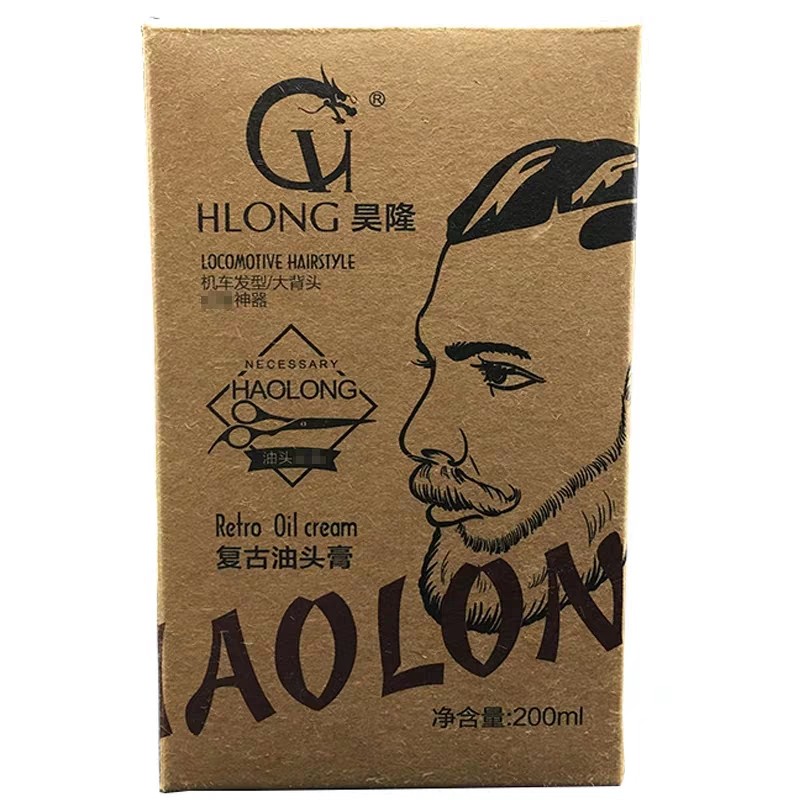 ®
HLONG 昊隆
LOCOMOTIVE HAIRSTYLE
机车发型/大背头
神器
NECESSARY
HAOLONG
油头
Retro Oil cream
复古油头膏
HAOLON
净含量:200ml